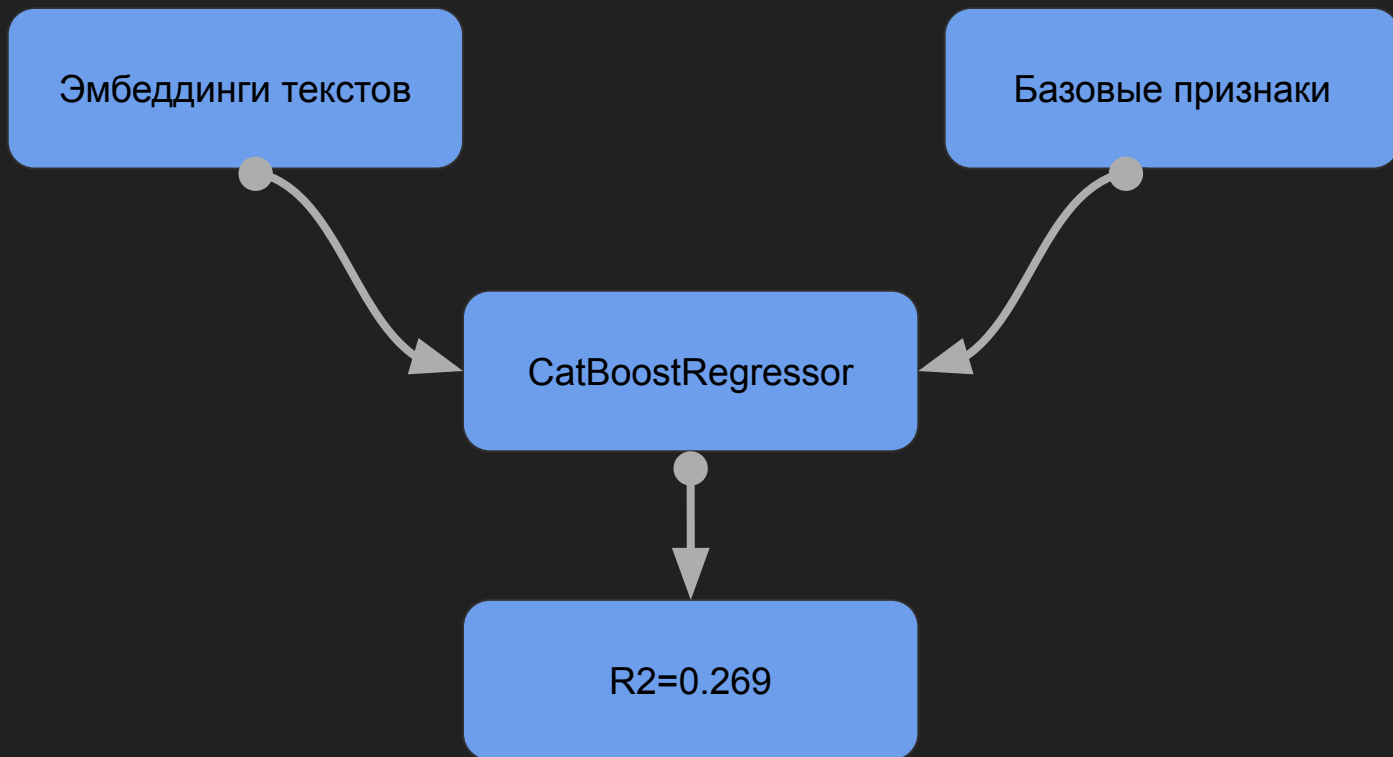 Эмбеддинги текстов
Базовые признаки
CatBoostRegressor
R2=0.269